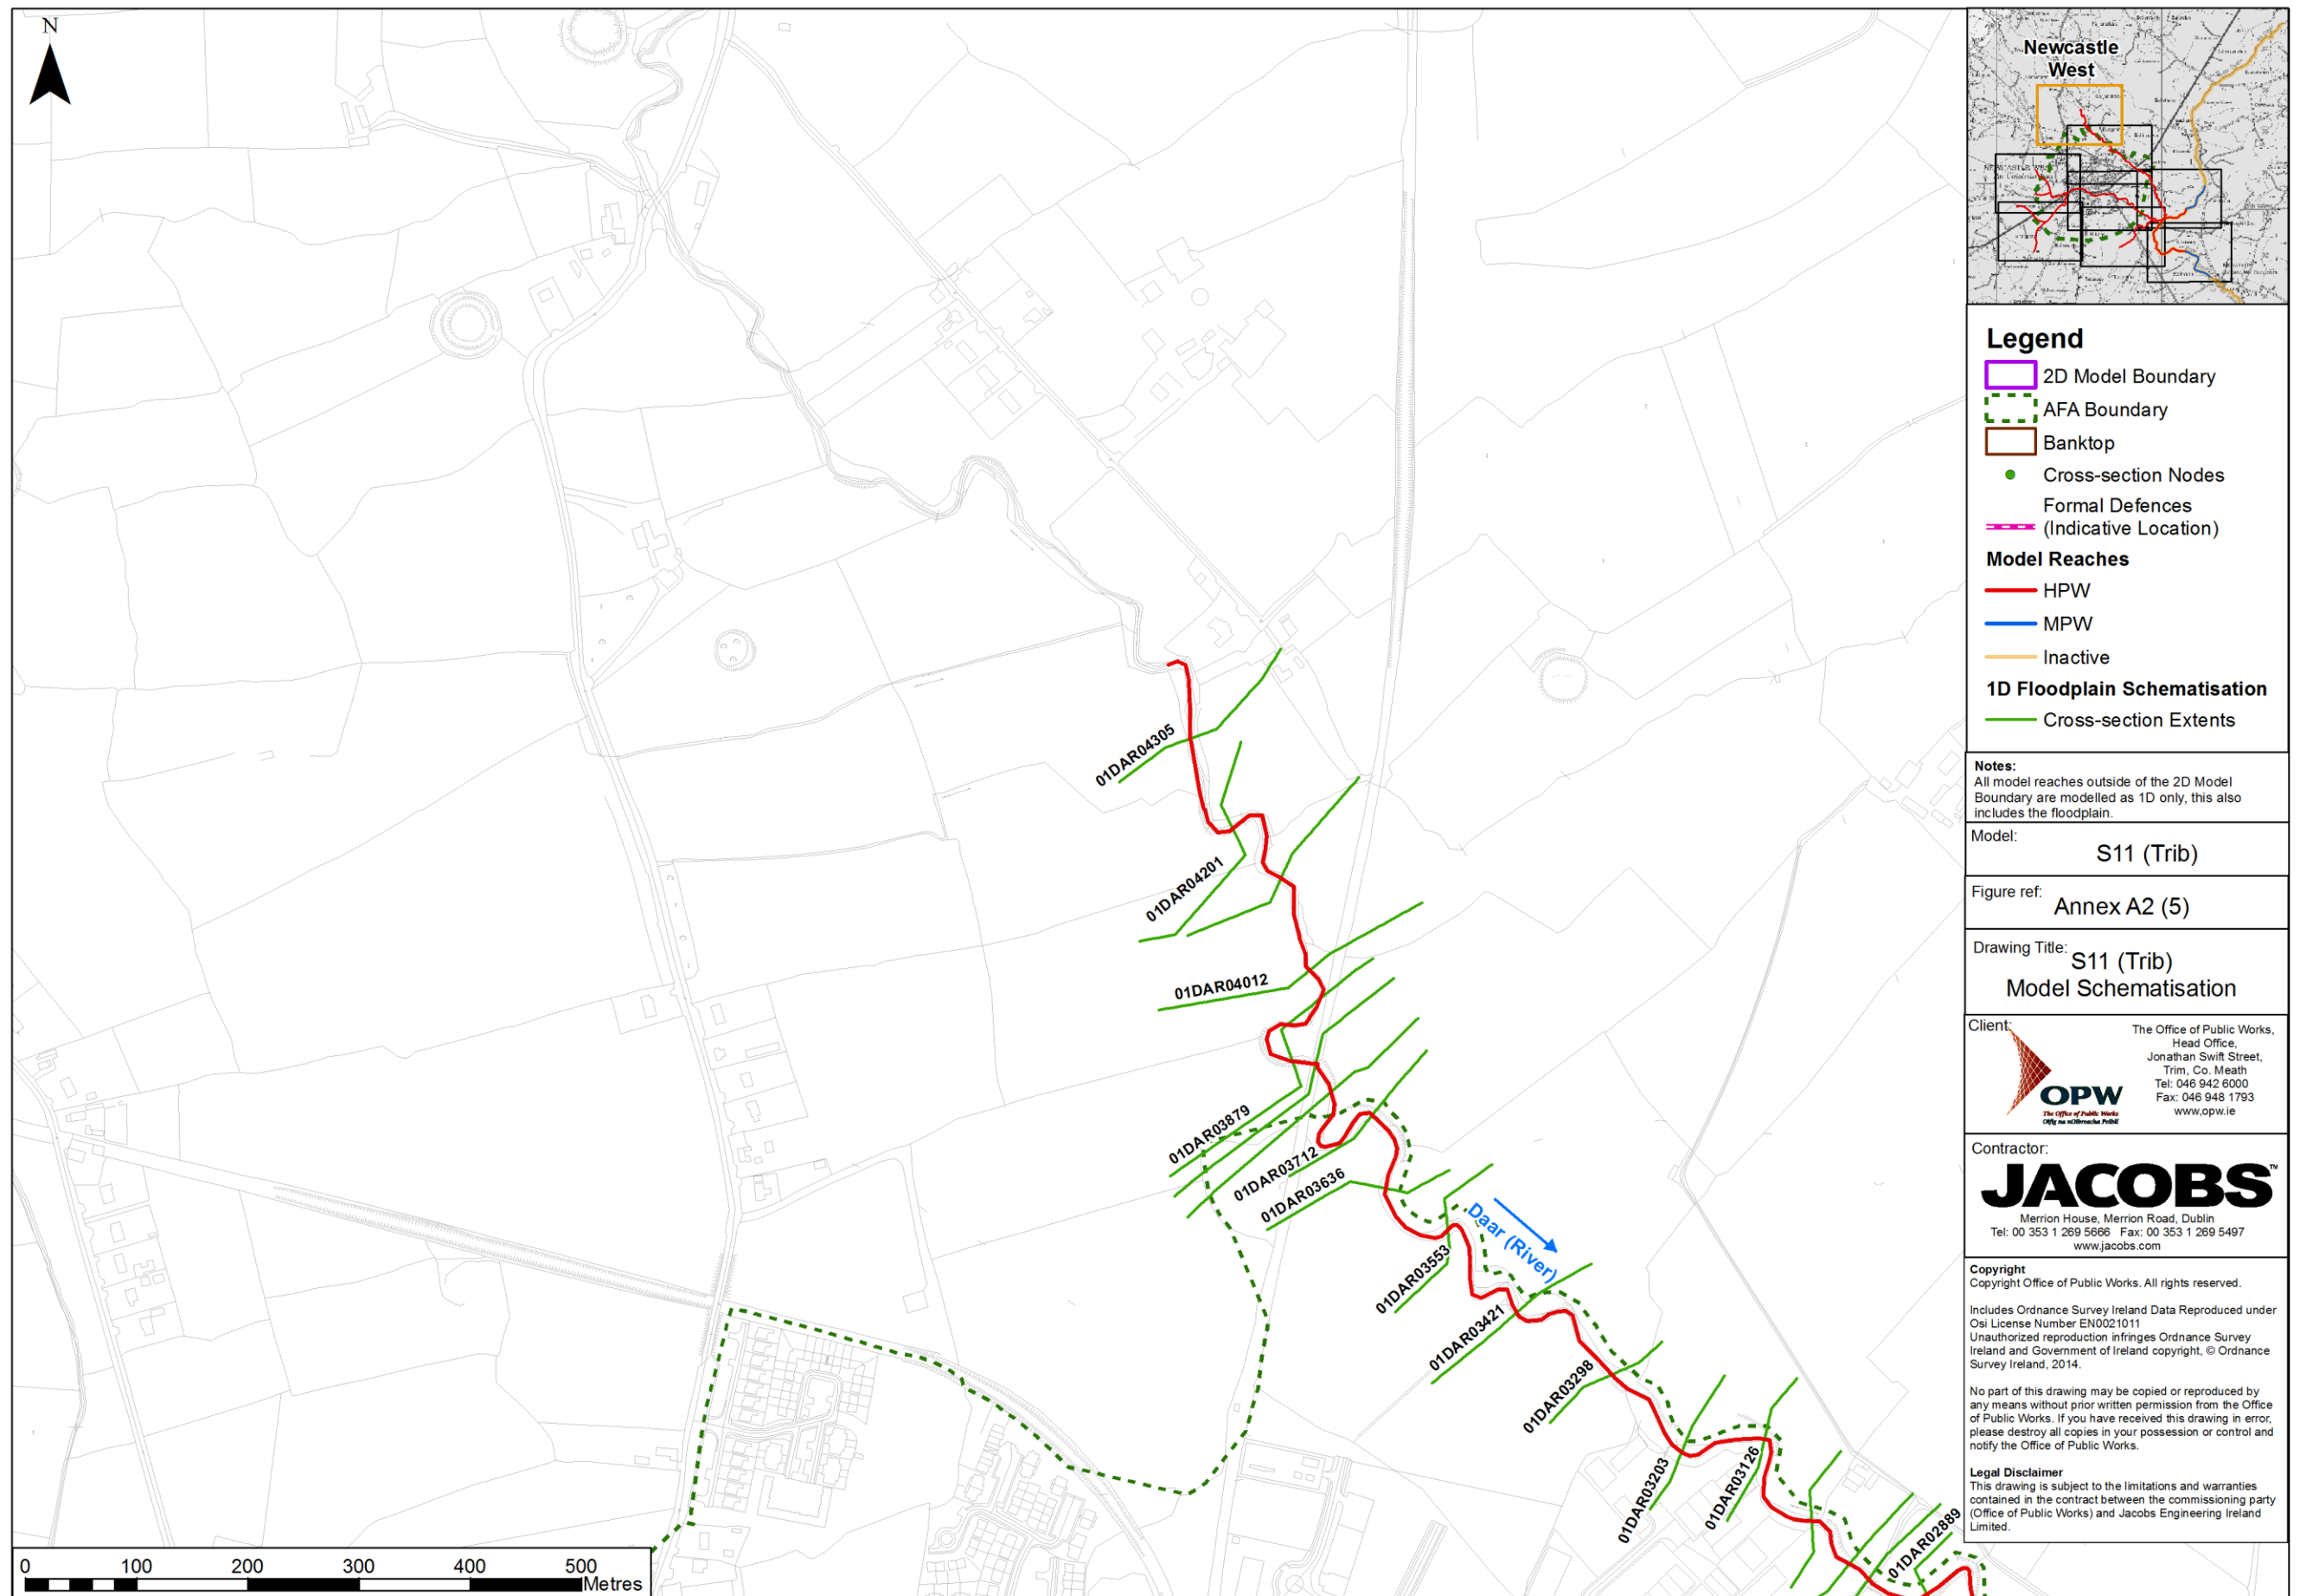 N
01DAR04305
01DAR04201
01DAR04012
01DAR03879
01DAR03712
01DAR03636
Daar (River)
01DAR03553
01DAR03421
01DAR03298
01DAR03203
01DAR03126
01DAR02889
0 100 200 300 400 500
Metres
Newcastle
West
Legend
2D Model Boundary
AFA Boundary
Banktop
Cross-section Nodes
Formal Defences
(Indicative Location)
Model Reaches
HPW
MPW
Inactive
1D Floodplain Schematisation
Cross-section Extents
Notes:
All model reaches outside of the 2D Model
Boundary are modelled as 1D only, this also
includes the floodplain.
Model:
S11 (Trib)
Figure ref:
Annex A2 (5)
Drawing Title:
S11 (Trib)
Model Schematisation
Client:
OPW
The Office of Public Works
Oifig na nOibreacha Poiblí
The Office of Public Works,
Head Office,
Jonathan Swift Street,
Trim, Co. Meath
Tel: 046 942 6000
Fax: 046 948 1793
www.opw.ie
Contractor:
JACOBS™
Merrion House, Merrion Road, Dublin
Tel: 00 353 1 269 5666 Fax: 00 353 1 269 5497
www.jacobs.com
Copyright
Copyright Office of Public Works. All rights reserved.
Includes Ordnance Survey Ireland Data Reproduced under
Osi License Number EN0021011
Unauthorized reproduction infringes Ordnance Survey
Ireland and Government of Ireland copyright, © Ordnance
Survey Ireland, 2014.
No part of this drawing may be copied or reproduced by
any means without prior written permission from the Office
of Public Works. If you have received this drawing in error,
please destroy all copies in your possession or control and
notify the Office of Public Works.
Legal Disclaimer
This drawing is subject to the limitations and warranties
contained in the contract between the commissioning party
(Office of Public Works) and Jacobs Engineering Ireland
Limited.